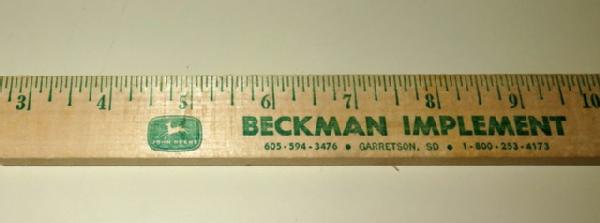 3 4 5 6 7 8 9 10
BECKMAN IMPLEMENT
JOHN DEERE
605-594-3476 • GARRETSON, SD • 1-800-253-4173